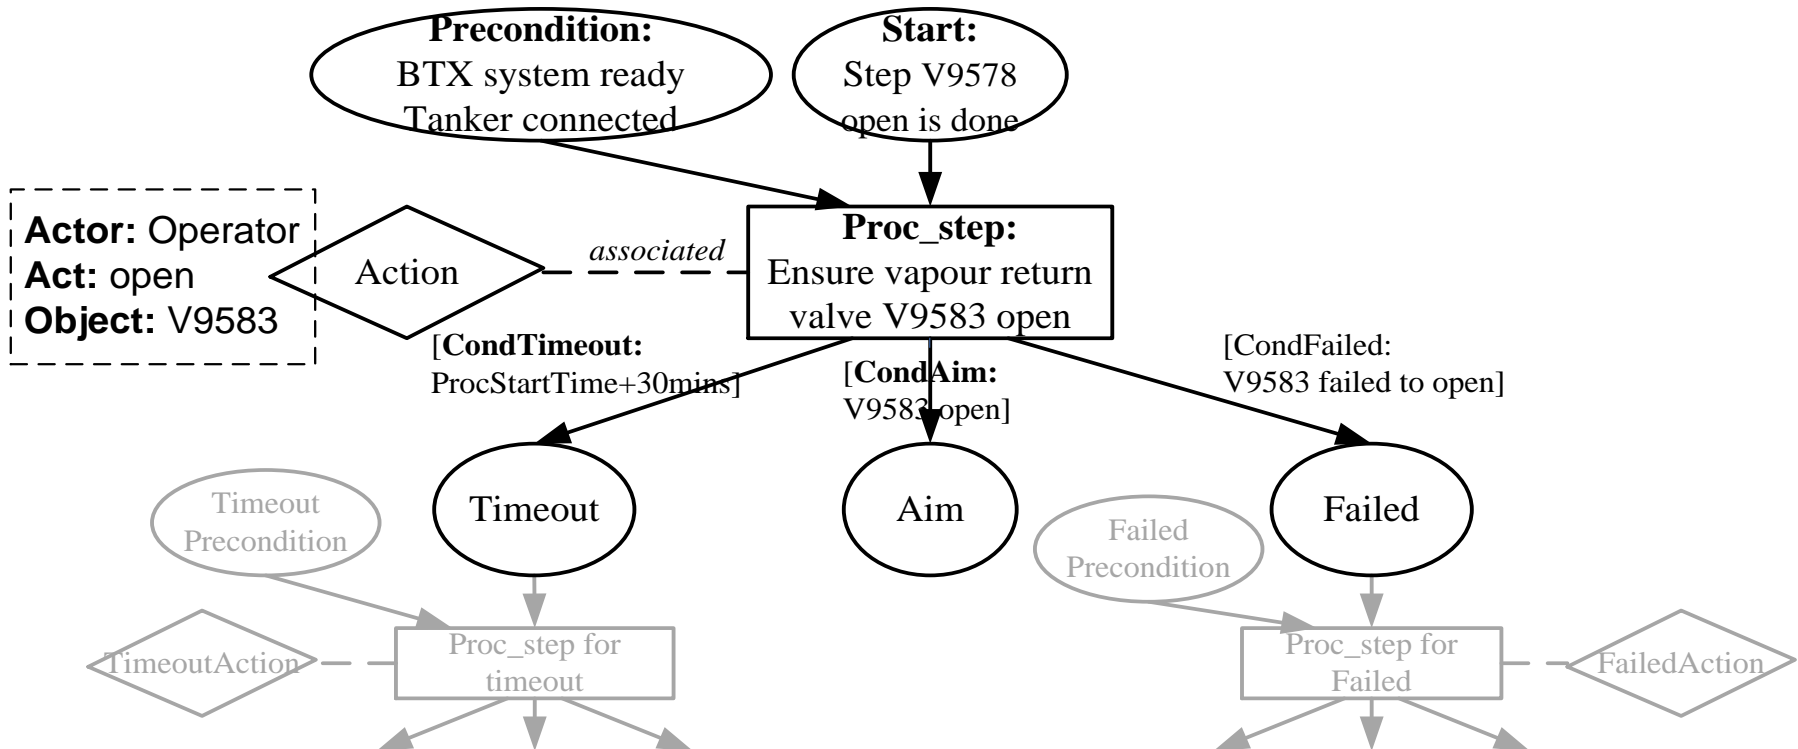 Precondition:
BTX system ready
Tanker connected
Start:
Step V9578
open is done
Actor: Operator
Act: open
Object: V9583
Action
associated
Proc_step:
Ensure vapour return
valve V9583 open
[CondTimeout:
ProcStartTime+30mins]
[CondAim:
V9583 open]
[CondFailed:
V9583 failed to open]
Timeout
Aim
Failed
Timeout
Precondition
Failed
Precondition
TimeoutAction
Proc_step for
timeout
Proc_step for
Failed
FailedAction